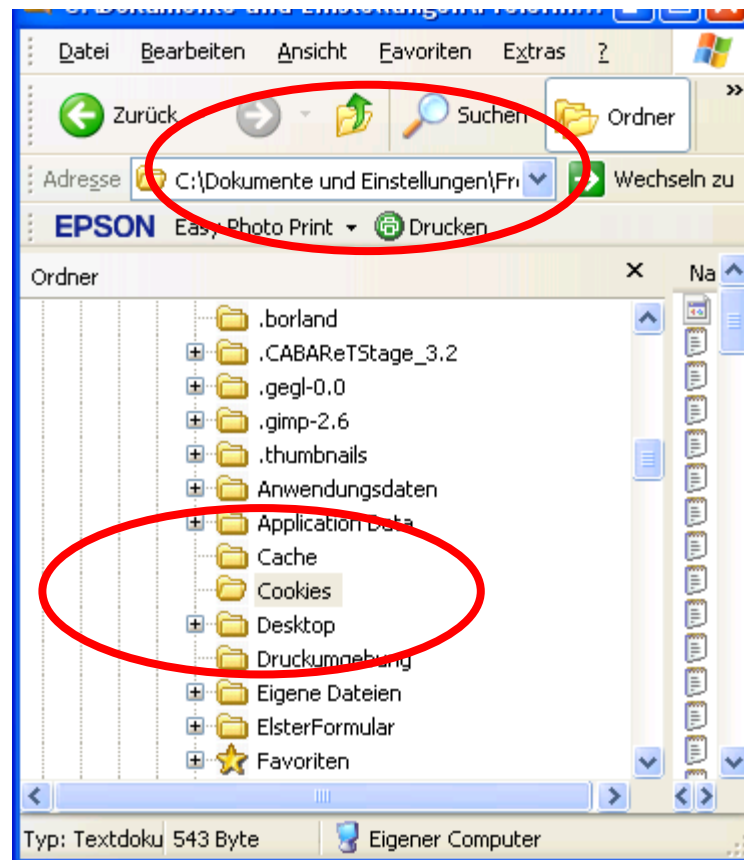 Datei Bearbeiten Ansicht Favoriten Extras ?
Zurück Suchen Ordner »
Adresse C:\Dokumente und Einstellungen\Fr Wechseln zu
EPSON Easy Photo Print Drucken
Ordner Na
.borland
.CABAReTStage_3.2
.gegl-0.0
.gimp-2.6
.thumbnails
Anwendungsdaten
Application Data
Cache
Cookies
Desktop
Druckumgebung
Eigene Dateien
ElsterFormular
Favoriten
Typ: Textdoku 543 Byte Eigener Computer